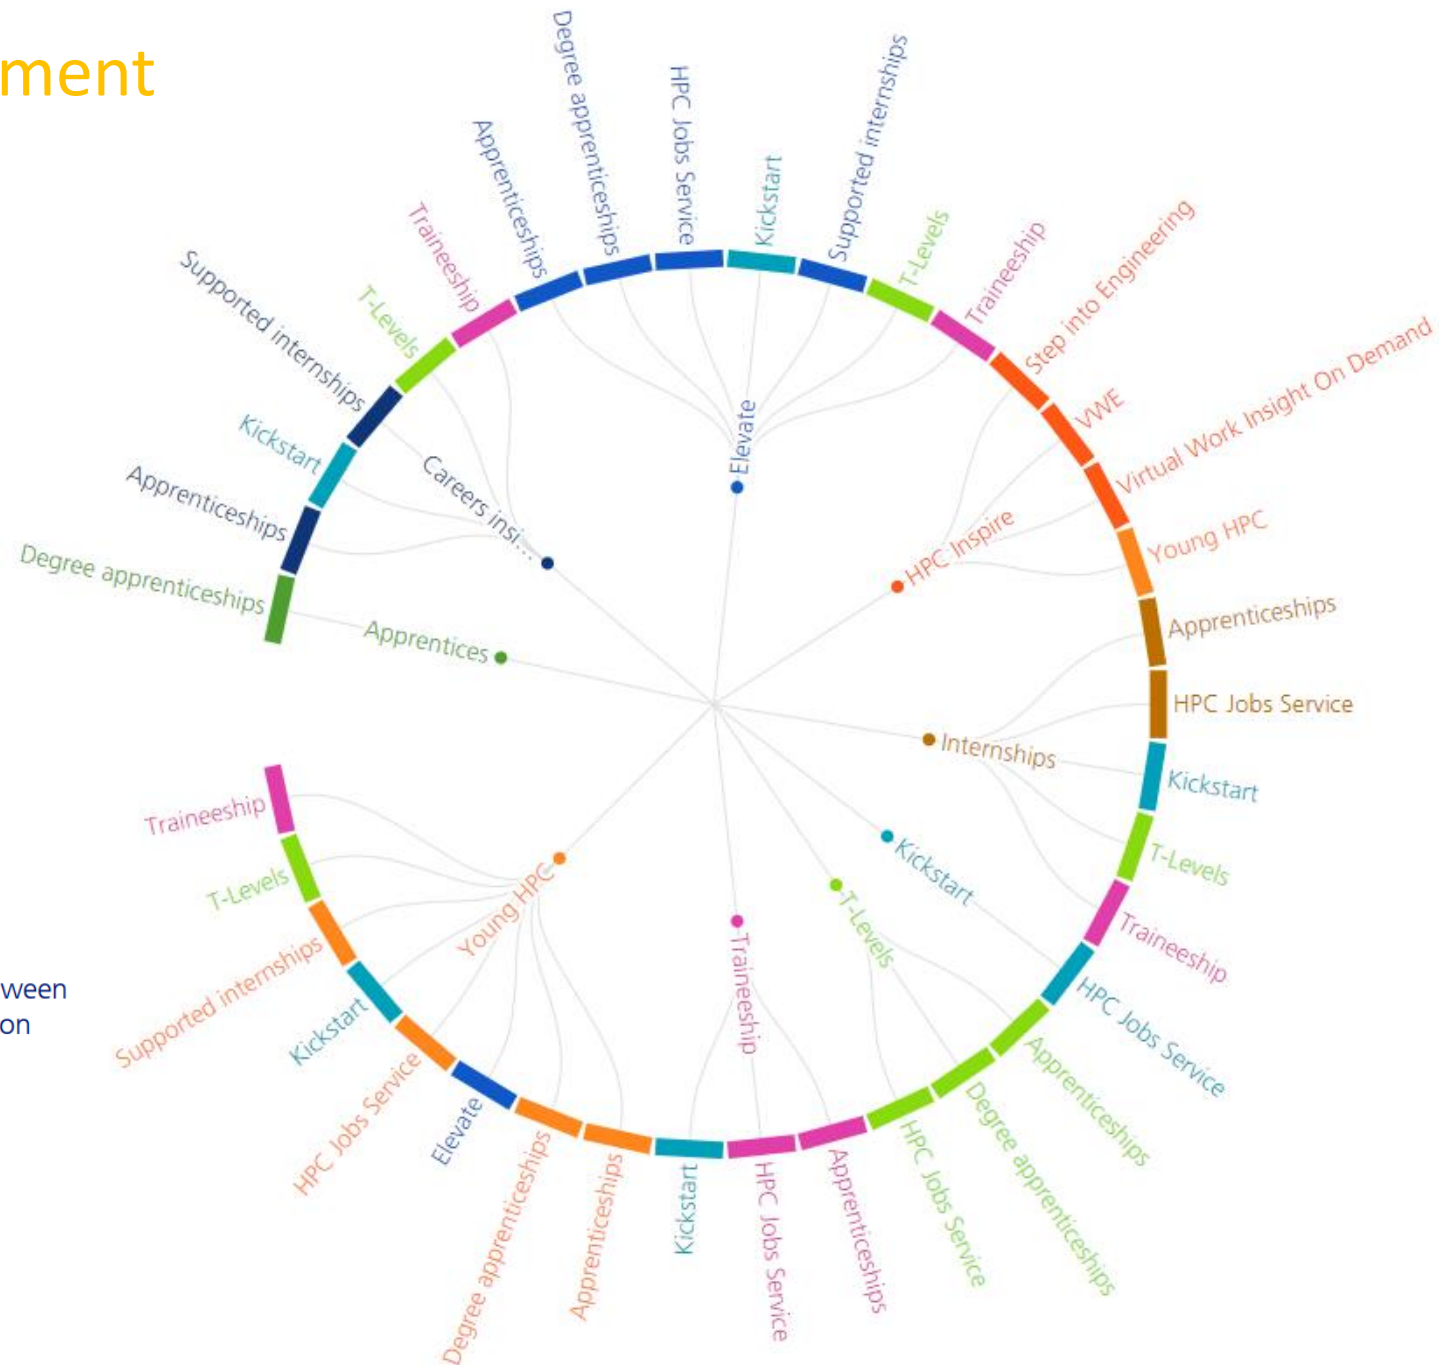 ment
Degree apprenticeships
Apprentices
Careers insi...
Apprenticeships
Kickstart
Supported internships
T-Levels
Traineeship
Elevate
Apprenticeships
Degree apprenticeships
HPC Jobs Service
Kickstart
Supported internships
T-Levels
Traineeship
HPC Inspire
Step into Engineering
VWE
Virtual Work Insight On Demand
Young HPC
Internships
Apprenticeships
HPC Jobs Service
Kickstart
T-Levels
Traineeship
Kickstart
HPC Jobs Service
T-Levels
Apprenticeships
Degree apprenticeships
HPC Jobs Service
Traineeship
Apprenticeships
HPC Jobs Service
Kickstart
Young HPC
Apprenticeships
Degree apprenticeships
Elevate
HPC Jobs Service
Kickstart
Supported internships
T-Levels
Traineeship
ween
on